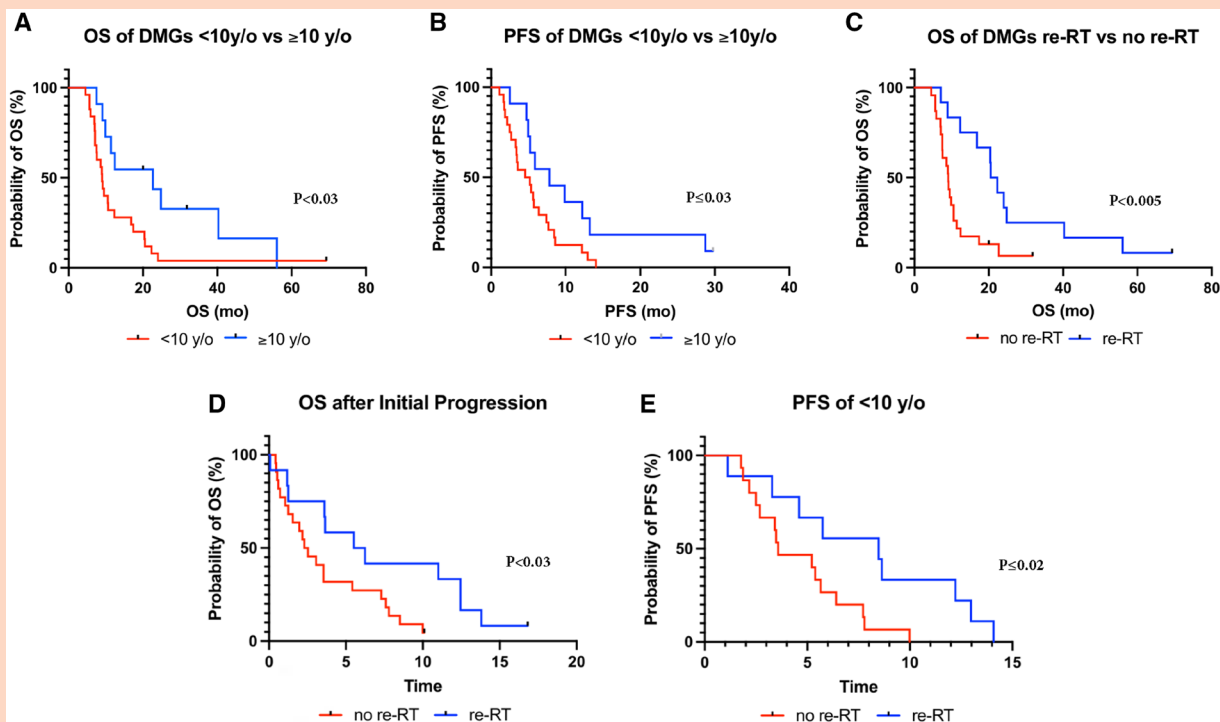 A
OS of DMGs <10y/o vs ≥10 y/o
Probability of OS (%)
100
50
0
0 20 40 60 80
P<0.03
OS (mo)
<10 y/o ≥10 y/o
B
PFS of DMGs <10y/o vs ≥10y/o
Probability of PFS (%)
100
50
0
0 10 20 30 40
P≤0.03
PFS (mo)
<10 y/o ≥10 y/o
C
OS of DMGs re-RT vs no re-RT
Probability of OS (%)
100
50
0
0 20 40 60 80
P<0.005
OS (mo)
no re-RT re-RT
D
OS after Initial Progression
Probability of OS (%)
100
50
0
0 5 10 15 20
P<0.03
Time
no re-RT re-RT
E
PFS of <10 y/o
Probability of PFS (%)
100
50
0
0 5 10 15
P≤0.02
Time
no re-RT re-RT